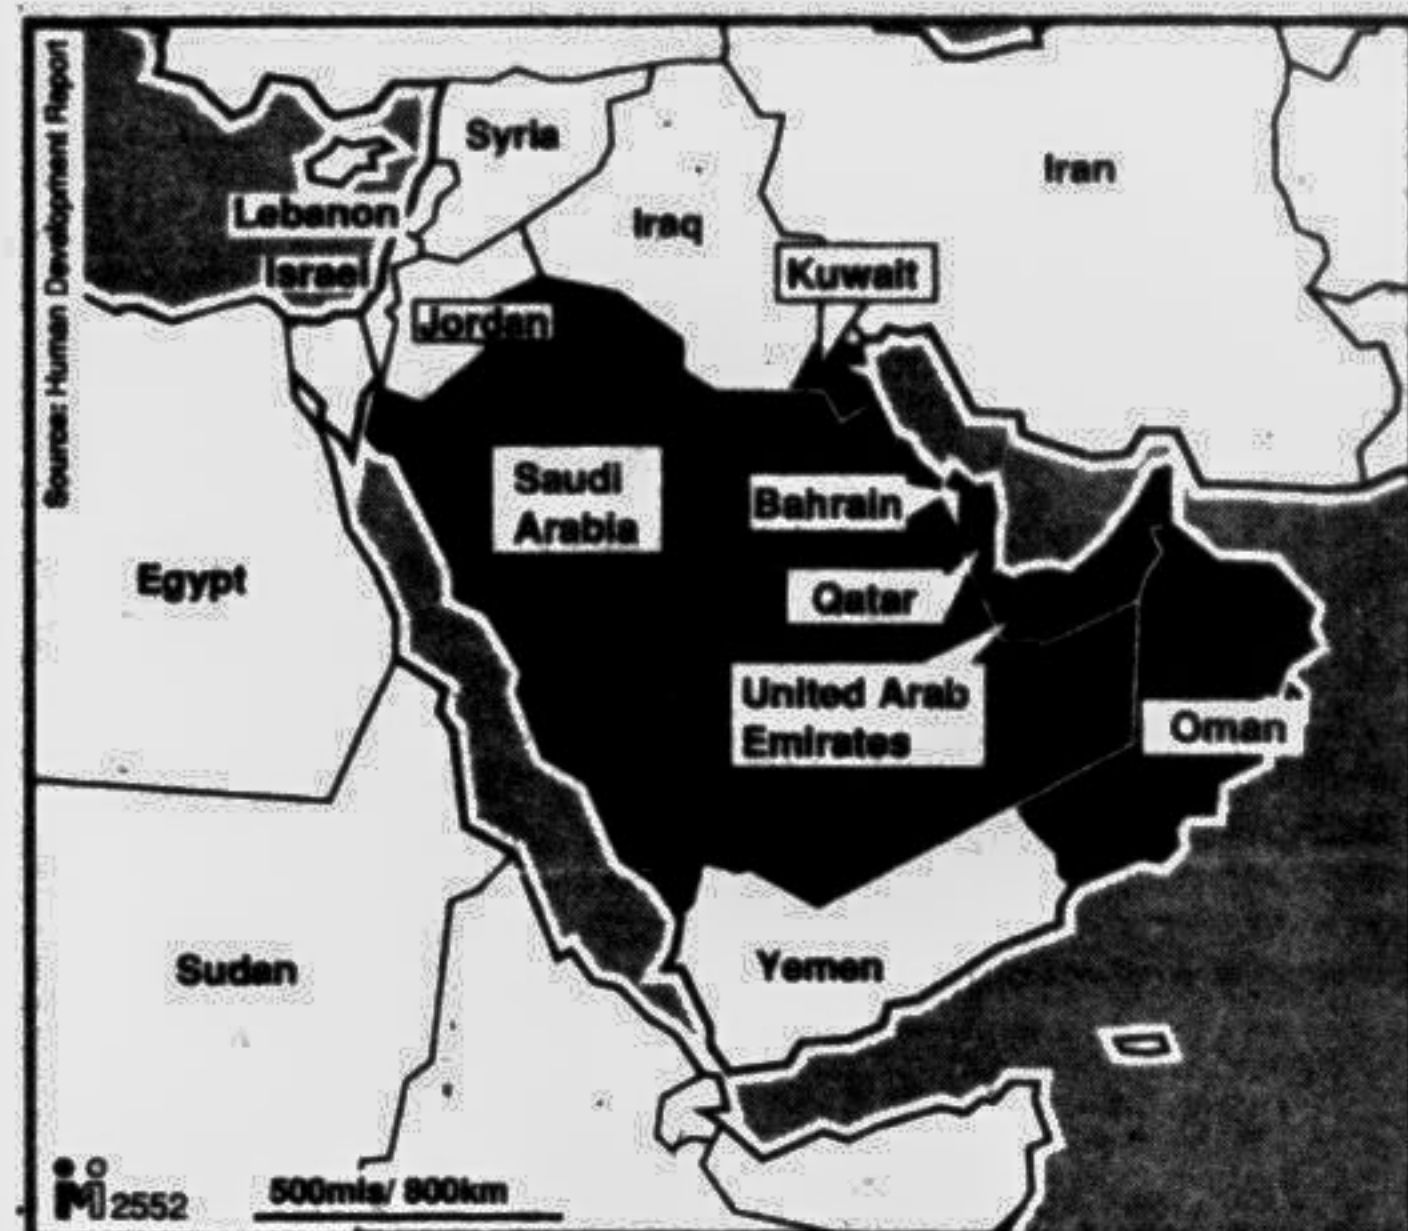 Source: Human Development Report
Syria
Iran
Lebanon
Iraq
Israel
Kuwait
Jordan
Saudi
Arabia
Bahrain
Egypt
Qatar
United Arab
Emirates
Oman
Sudan
Yemen
2552
500mls/ 800km